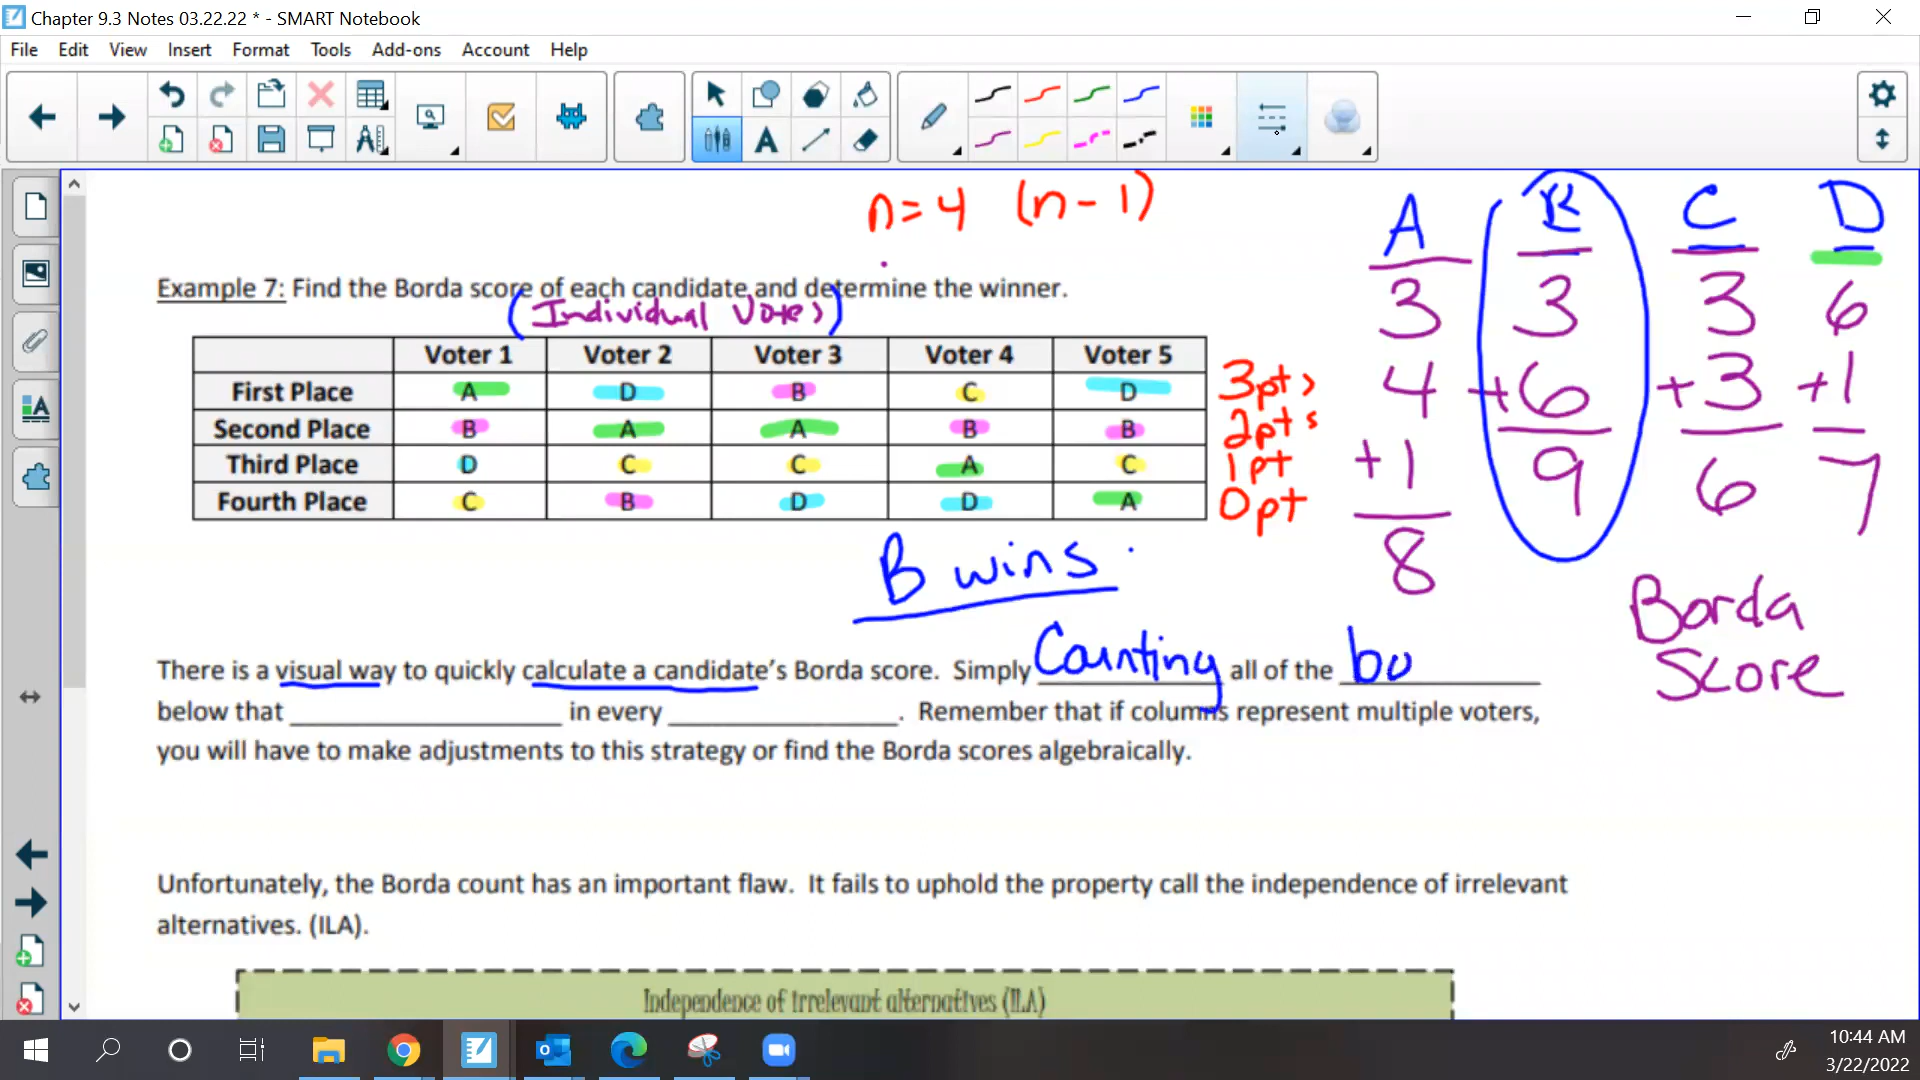 Chapter 9.3 Notes 03.22.22 * - SMART Notebook
File Edit View Insert Format Tools Add-ons Account Help
n=4 (n-1)
Example 7: Find the Borda score of each candidate and determine the winner.
(Individual Votes)
Voter 1 Voter 2 Voter 3 Voter 4 Voter 5
First Place A D B C D 3pts
Second Place B A A B B 2pts
Third Place D C C A C 1pt
Fourth Place C B D D A 0pt
A B C D
3 3 3 6
4 +6 +3 +1
+1 9 6 7
8
B wins
Borda
Score
There is a visual way to quickly calculate a candidate's Borda score. Simply Counting all of the bo
below that ____________________ in every _________________. Remember that if columns represent multiple voters,
you will have to make adjustments to this strategy or find the Borda scores algebraically.
Unfortunately, the Borda count has an important flaw. It fails to uphold the property call the independence of irrelevant
alternatives. (ILA).
Independence of irrelevant alternatives (ILA)
10:44 AM
3/22/2022